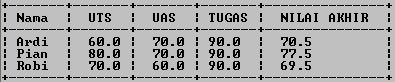 Nama UTS UAS TUGAS NILAI AKHIR
Ardi 60.0 70.0 90.0 70.5
Pian 80.0 70.0 90.0 77.5
Robi 70.0 60.0 90.0 69.5